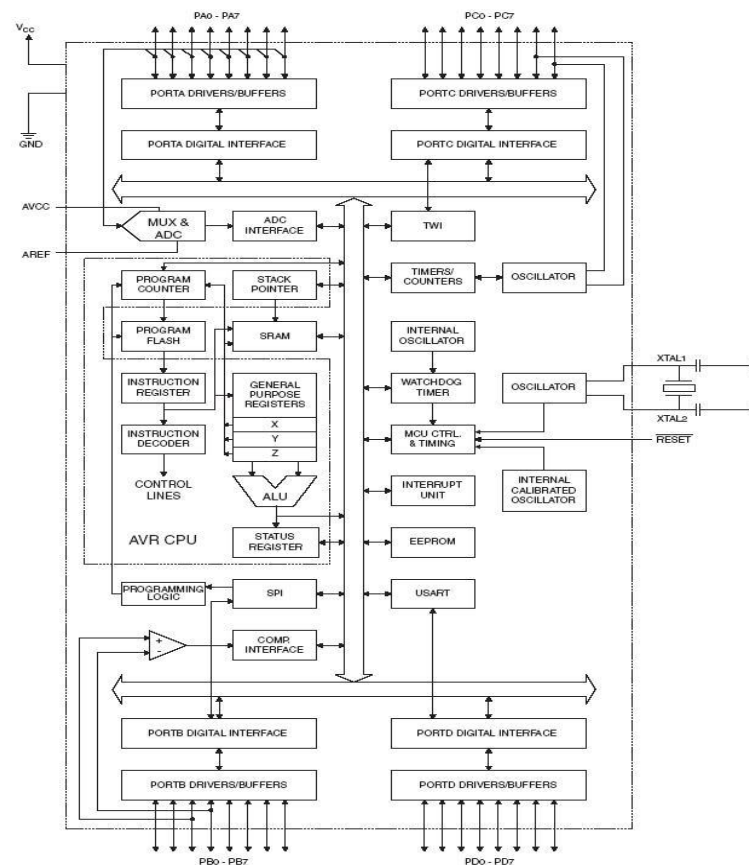 PA0 - PA7
PC0 - PC7
VCC
PORTA DRIVERS/BUFFERS
PORTC DRIVERS/BUFFERS
GND
PORTA DIGITAL INTERFACE
PORTC DIGITAL INTERFACE
AVCC
MUX &
ADC
ADC
INTERFACE
TWI
AREF
PROGRAM
COUNTER
STACK
POINTER
TIMERS/
COUNTERS
OSCILLATOR
PROGRAM
FLASH
SRAM
INTERNAL
OSCILLATOR
XTAL1
INSTRUCTION
REGISTER
GENERAL
PURPOSE
REGISTERS
WATCHDOG
TIMER
OSCILLATOR
X
XTAL2
INSTRUCTION
DECODER
Y
MCU CTRL.
& TIMING
RESET
Z
CONTROL
LINES
ALU
INTERRUPT
UNIT
INTERNAL
CALIBRATED
OSCILLATOR
AVR CPU
STATUS
REGISTER
EEPROM
PROGRAMMING
LOGIC
SPI
USART
+
-
COMP.
INTERFACE
PORTB DIGITAL INTERFACE
PORTD DIGITAL INTERFACE
PORTB DRIVERS/BUFFERS
PORTD DRIVERS/BUFFERS
PB0 - PB7
PD0 - PD7